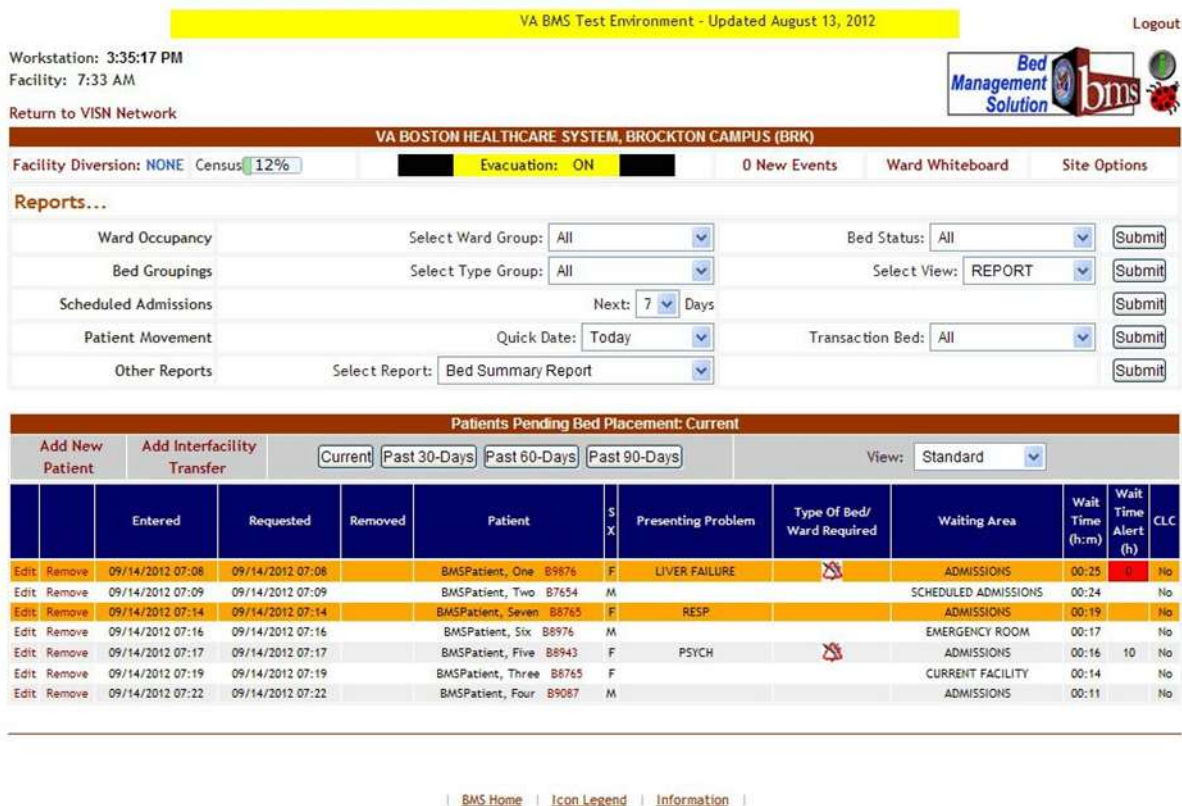 VA BMS Test Environment - Updated August 13, 2012
Logout
Workstation: 3:35:17 PM
Facility: 7:33 AM
Return to VISN Network
Bed
Management
Solution
bms
VA BOSTON HEALTHCARE SYSTEM, BROCKTON CAMPUS (BRK)
Facility Diversion: NONE Census 12% Evacuation: ON 0 New Events Ward Whiteboard Site Options
Reports...
Ward Occupancy Select Ward Group: All Bed Status: All Submit
Bed Groupings Select Type Group: All Select View: REPORT Submit
Scheduled Admissions Next: 7 Days Submit
Patient Movement Quick Date: Today Transaction Bed: All Submit
Other Reports Select Report: Bed Summary Report Submit
Patients Pending Bed Placement: Current
Add New Patient Add Interfacility Transfer Current Past 30-Days Past 60-Days Past 90-Days View: Standard
Entered Requested Removed Patient SX Presenting Problem Type Of Bed/ Ward Required Waiting Area Wait Time (h:m) Wait Time Alert (h) CLC
Edit Remove 09/14/2012 07:08 09/14/2012 07:08 BMSPatient, One B9876 F LIVER FAILURE ADMISSIONS 00:25 0 No
Edit Remove 09/14/2012 07:09 09/14/2012 07:09 BMSPatient, Two B7654 M SCHEDULED ADMISSIONS 00:24 No
Edit Remove 09/14/2012 07:14 09/14/2012 07:14 BMSPatient, Seven B8765 F RESP ADMISSIONS 00:19 No
Edit Remove 09/14/2012 07:16 09/14/2012 07:16 BMSPatient, Six B8976 M EMERGENCY ROOM 00:17 No
Edit Remove 09/14/2012 07:17 09/14/2012 07:17 BMSPatient, Five B8943 F PSYCH ADMISSIONS 00:16 10 No
Edit Remove 09/14/2012 07:19 09/14/2012 07:19 BMSPatient, Three B8765 F CURRENT FACILITY 00:14 No
Edit Remove 09/14/2012 07:22 09/14/2012 07:22 BMSPatient, Four B9087 M ADMISSIONS 00:11 No
| BMS Home | Icon Legend | Information |